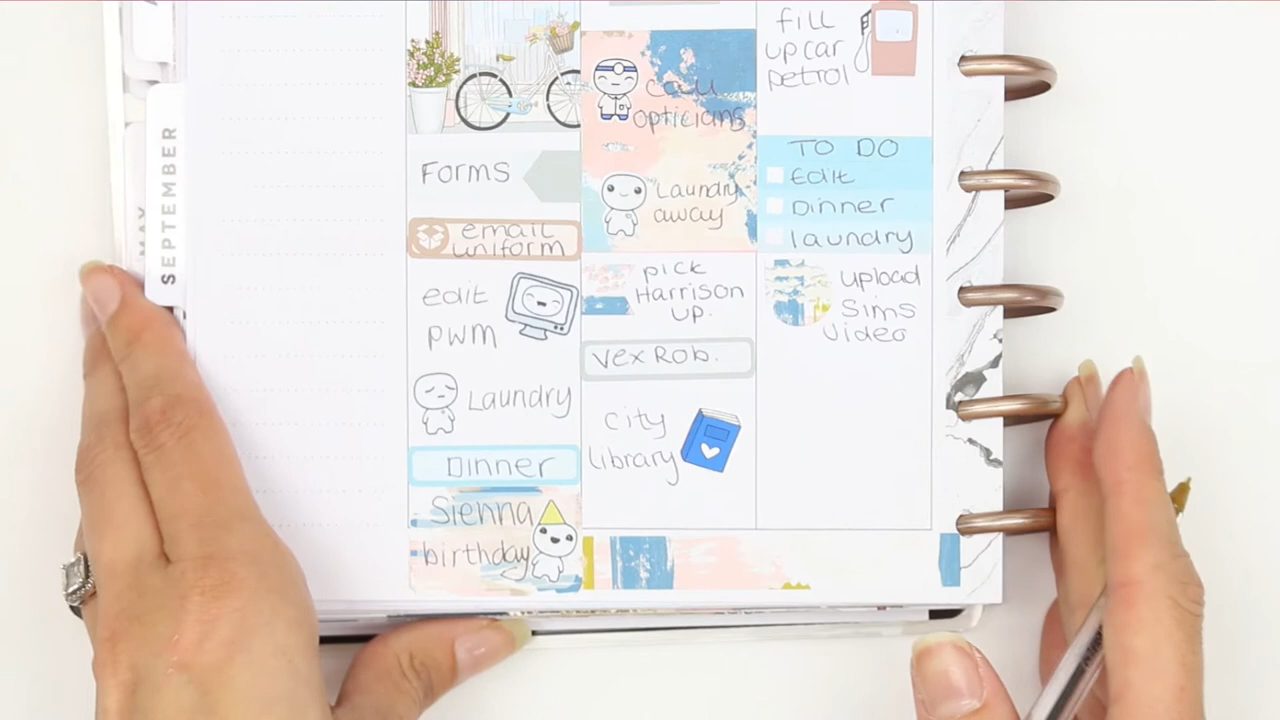 SEPTEMBER
MAY
Forms
email
uniform
edit
pwm
Laundry
Dinner
Sienna
birthday
call
opticians
Laundry
away
pick
Harrison
up.
Vex Rob.
city
library
fill
up car
petrol
TO DO
Edit
Dinner
laundry
upload
Sims
Video